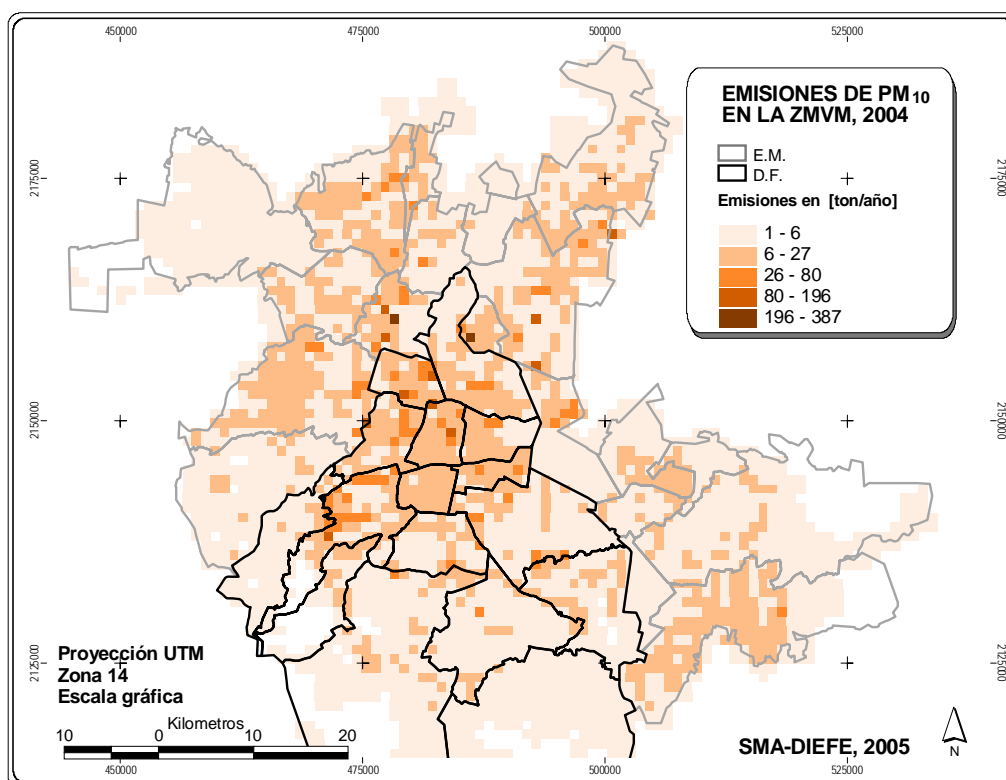 450000 475000 500000 525000
EMISIONES DE PM10
EN LA ZMVM, 2004
E.M.
D.F.
Emisiones en [ton/año]
1 - 6
6 - 27
26 - 80
80 - 196
196 - 387
2175000 2175000
2150000 2150000
2125000 2125000
Proyección UTM
Zona 14
Escala gráfica
Kilometros
10 0 10 20
SMA-DIEFE, 2005
N
450000 475000 500000 525000